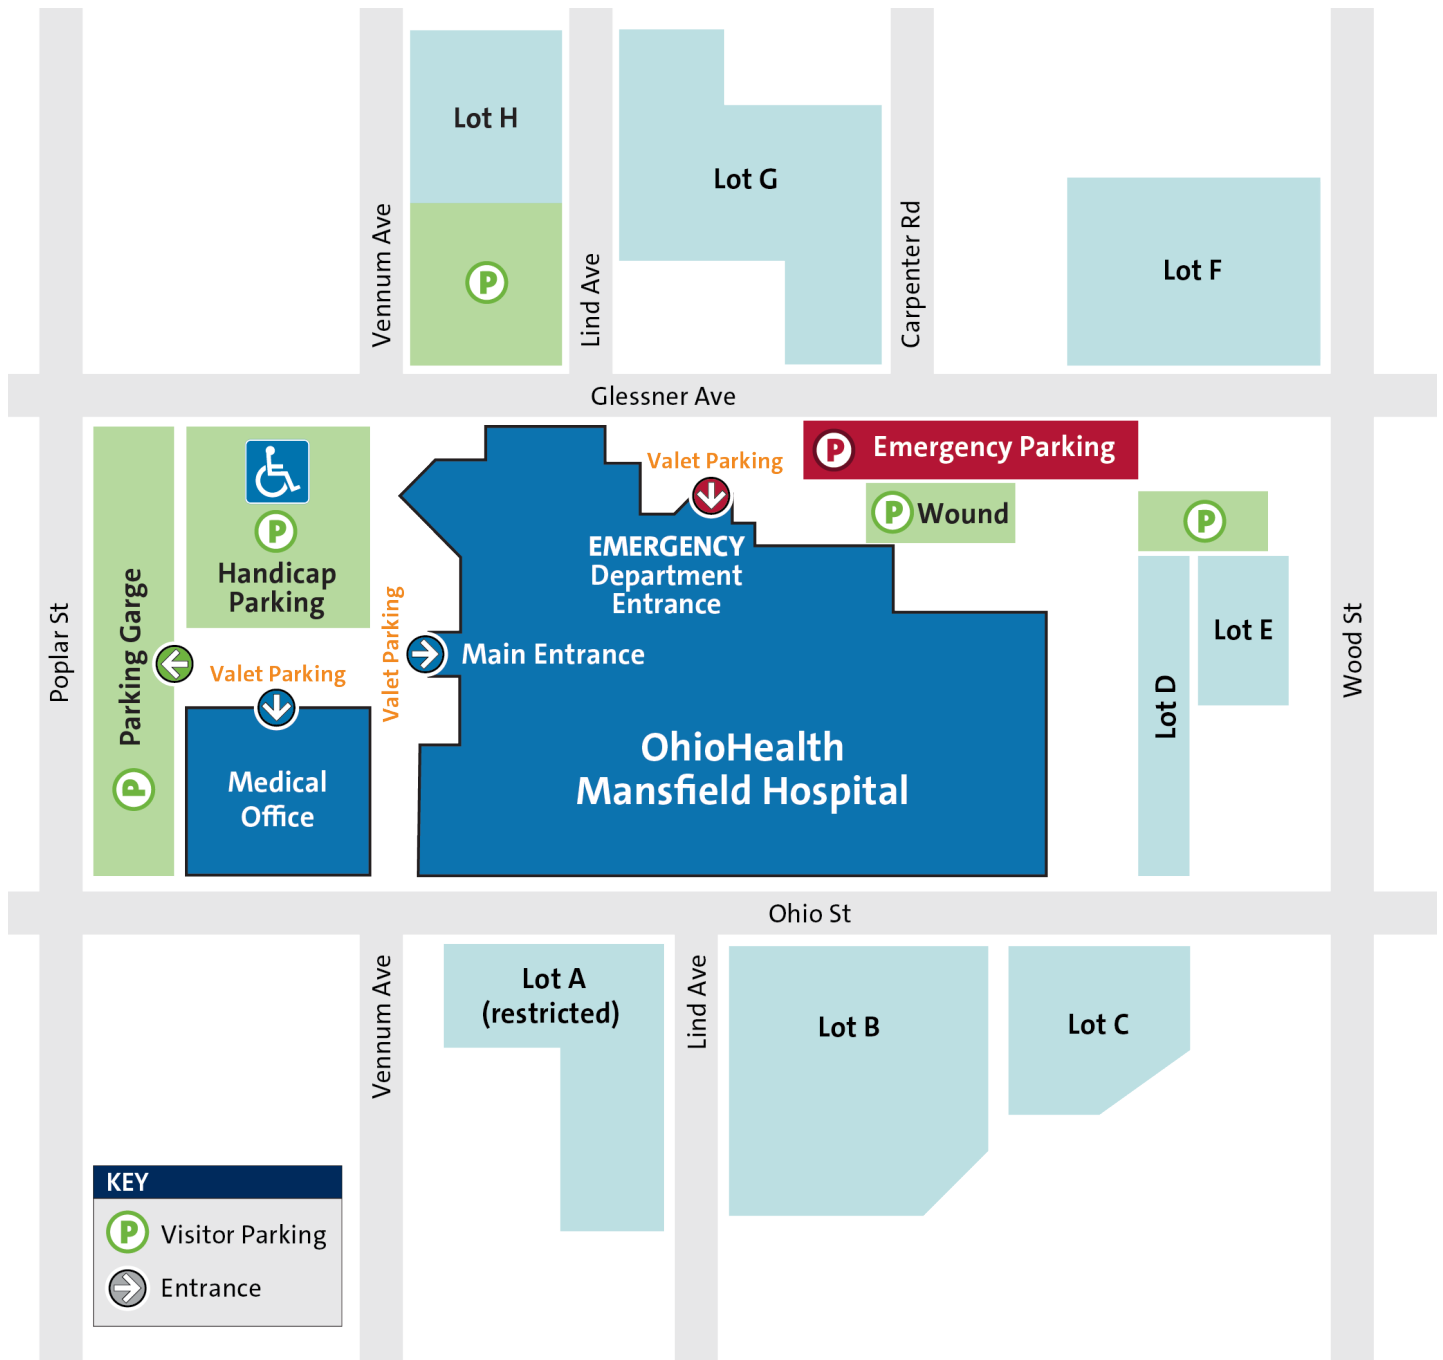 Lot H
Lot G
Lot F
Vennum Ave
Lind Ave
Carpenter Rd
P
Glessner Ave
P Emergency Parking
Valet Parking
P Wound
P
P
Handicap
Parking
EMERGENCY
Department
Entrance
Parking Garge
P
Poplar St
Valet Parking
Valet Parking
Main Entrance
Lot E
Lot D
Wood St
Medical
Office
OhioHealth
Mansfield Hospital
Ohio St
Vennum Ave
Lot A
(restricted)
Lind Ave
Lot B
Lot C
KEY
P Visitor Parking
Entrance